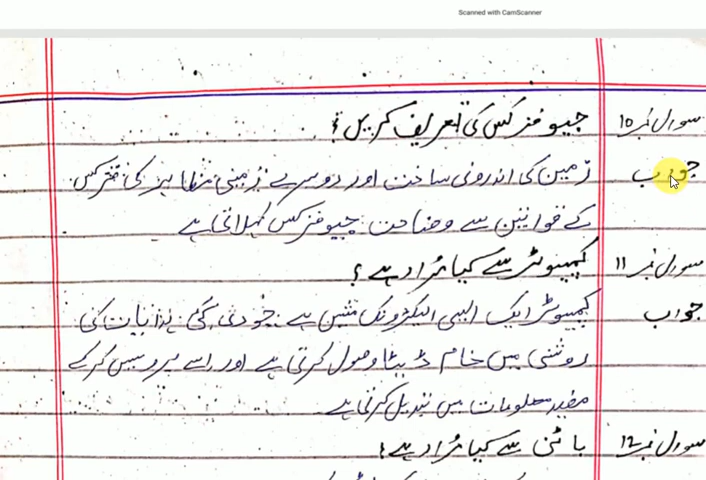 Scanned with CamScanner
سوال نمبر 10 جیو فزکس کی تعریف کریں؟
جواب زمین کی اندرونی ساخت اور دوسرے زمینی مظاہر کی فزکس
کے قوانین سے وضاحت جیوفزکس کہلاتی ہے
سوال نمبر 11 کمپیوٹر سے کیا مراد ہے؟
جواب کمپیوٹر ایک ایسی الیکٹرونک مشین ہے جو دی گئی ہدایات کی
روشنی میں خام ڈیٹا وصول کرتی ہے اور اسے پروسیس کرکے
مفید معلومات میں تبدیل کرتی ہے
سوال نمبر 12 سے کیا مراد ہے؟